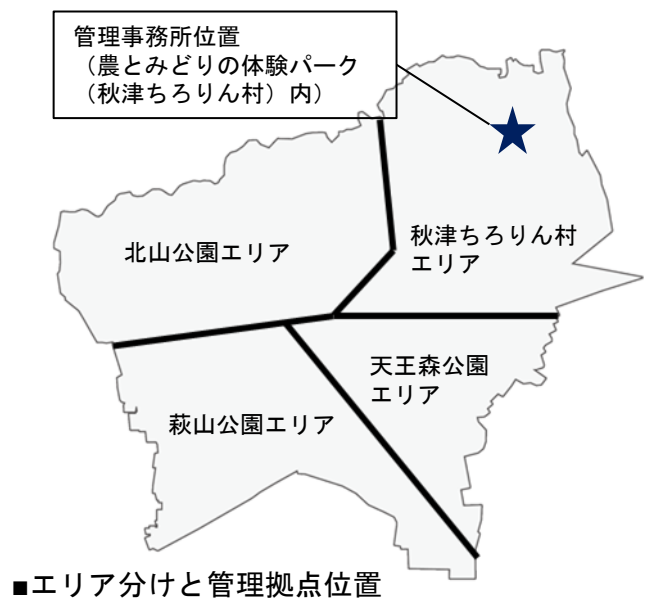 管理事務所位置
（農とみどりの体験パーク
（秋津ちろりん村）内）
北山公園エリア
秋津ちろりん村
エリア
天王森公園
エリア
萩山公園エリア
■エリア分けと管理拠点位置